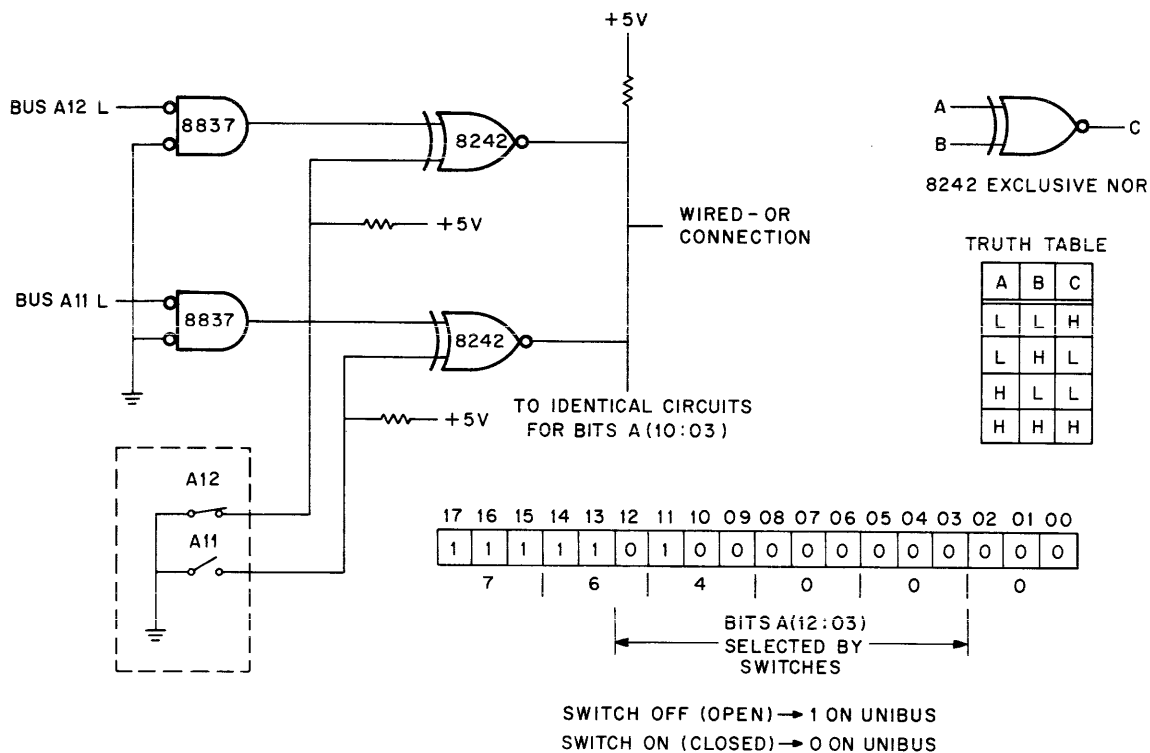 +5V
BUS A12 L
8837
8242
A
B
C
8242 EXCLUSIVE NOR
+5V
WIRED-OR
CONNECTION
TRUTH TABLE
A B C
L L H
L H L
H L L
H H H
BUS A11 L
8837
8242
+5V
TO IDENTICAL CIRCUITS
FOR BITS A(10:03)
A12
A11
17 16 15 14 13 12 11 10 09 08 07 06 05 04 03 02 01 00
1 1 1 1 1 0 1 0 0 0 0 0 0 0 0 0 0 0
7 6 4 0 0 0
BITS A(12:03)
SELECTED BY
SWITCHES
SWITCH OFF (OPEN)→ 1 ON UNIBUS
SWITCH ON (CLOSED)→ 0 ON UNIBUS